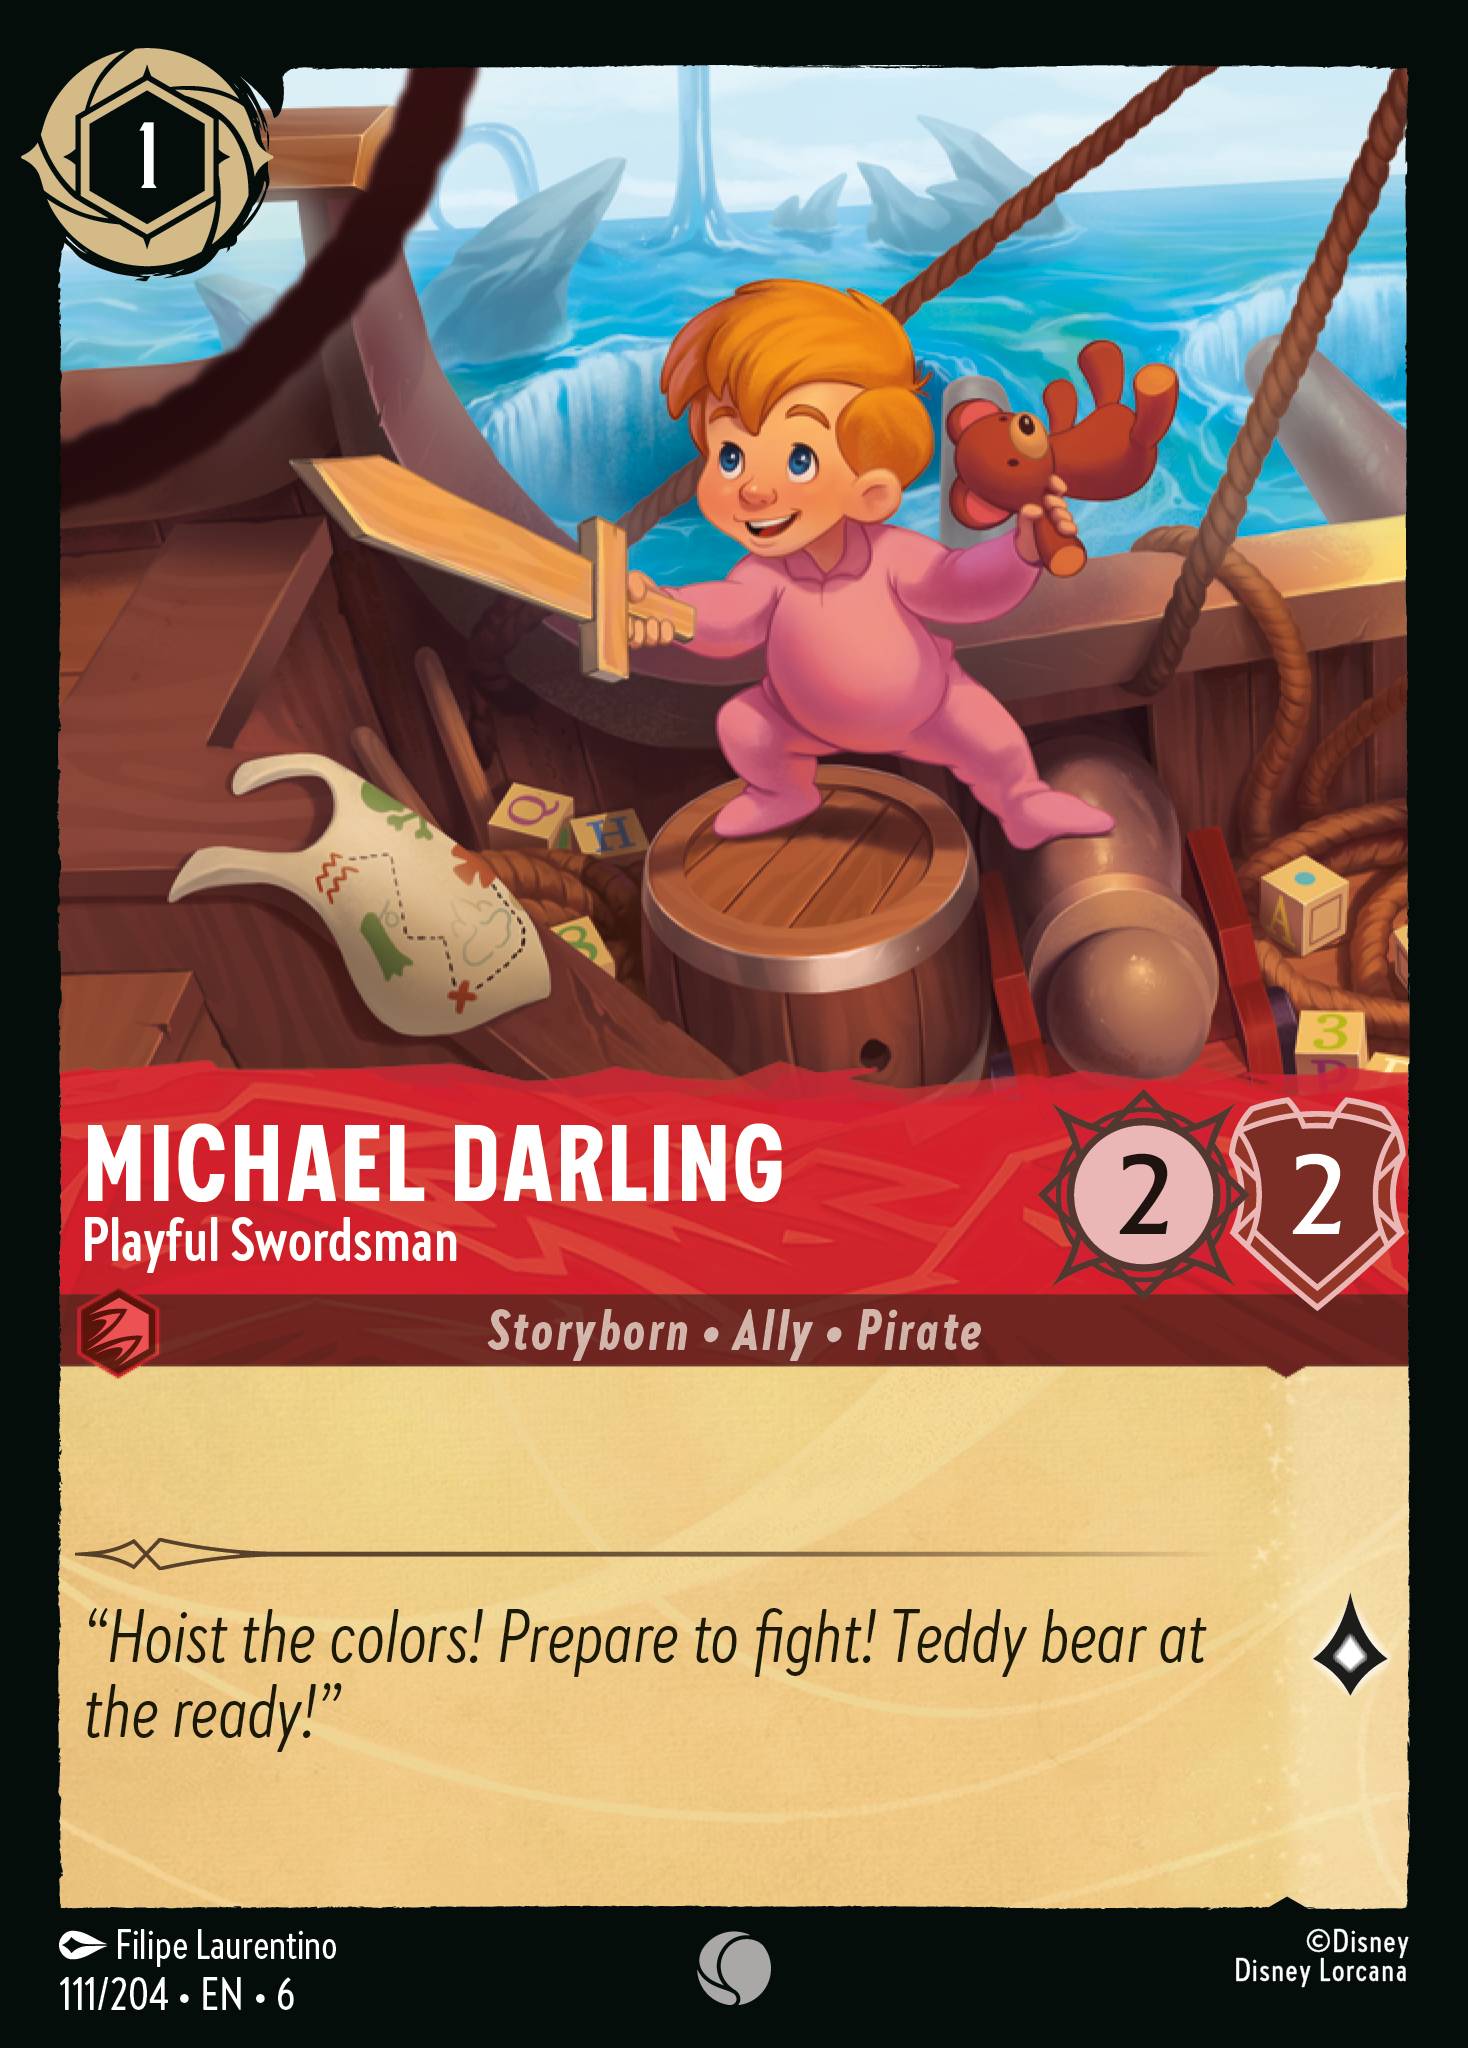 1
Q
H
B
A
3
MICHAEL DARLING
2
2
Playful Swordsman
Storyborn • Ally • Pirate
“Hoist the colors! Prepare to fight! Teddy bear at
the ready!”
Filipe Laurentino
©Disney
111/204 • EN • 6
Disney Lorcana